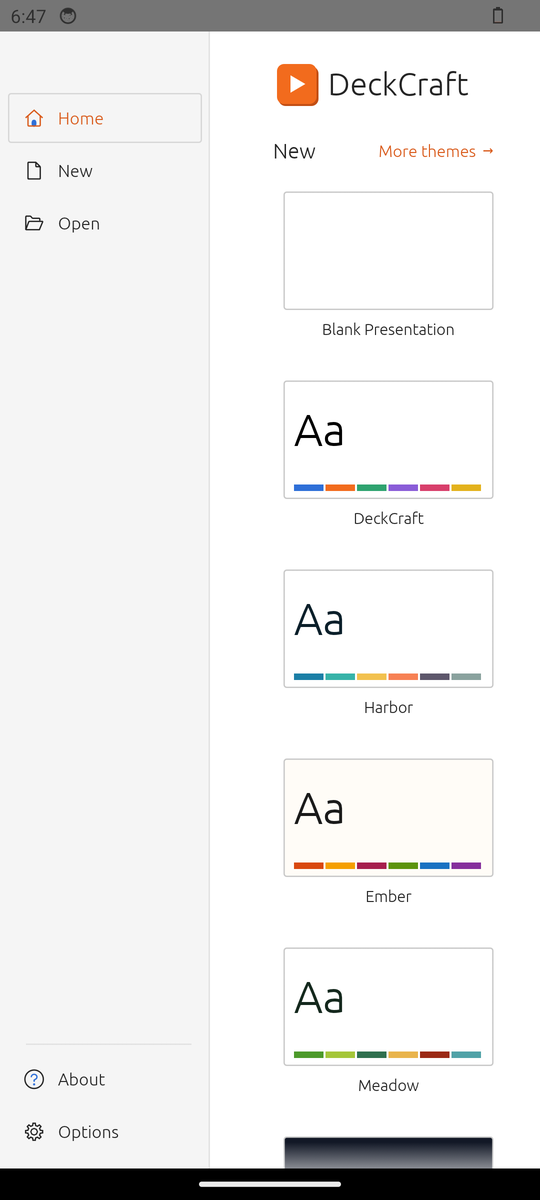 6:47
Home
New
Open
About
Options
DeckCraft
New
More themes →
Blank Presentation
Aa
DeckCraft
Aa
Harbor
Aa
Ember
Aa
Meadow